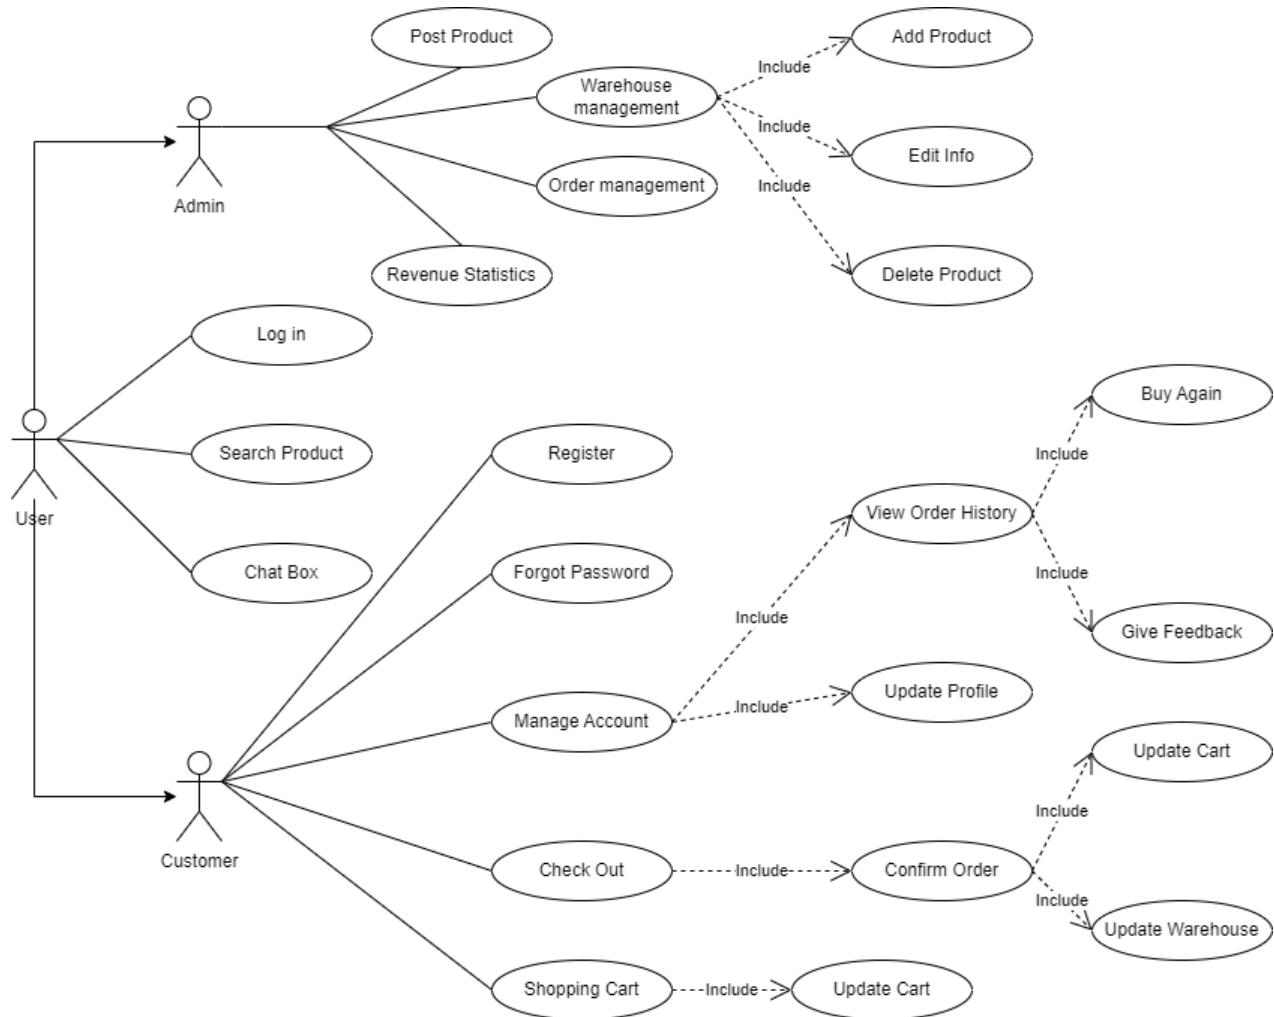 Post Product
Add Product
Include
Warehouse
management
Include
Edit Info
Admin
Order management
Include
Revenue Statistics
Delete Product
Log in
Buy Again
Search Product
Register
Include
View Order History
User
Chat Box
Forgot Password
Include
Include
Give Feedback
Update Profile
Include
Manage Account
Update Cart
Include
Customer
Check Out
Include
Confirm Order
Include
Update Warehouse
Shopping Cart
Include
Update Cart